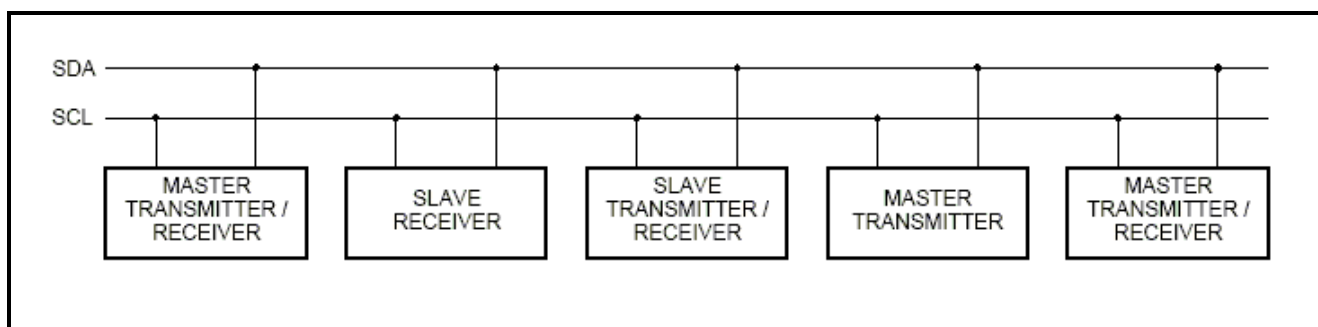 SDA
SCL
MASTER
TRANSMITTER /
RECEIVER
SLAVE
RECEIVER
SLAVE
TRANSMITTER /
RECEIVER
MASTER
TRANSMITTER
MASTER
TRANSMITTER /
RECEIVER